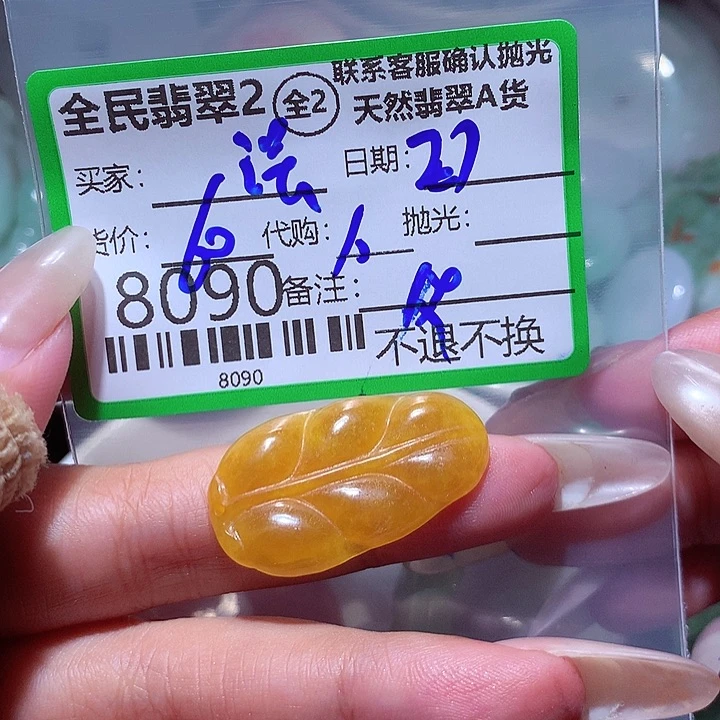 全民翡翠2 全2 联系客服确认抛光
天然翡翠A货
买家: 日期: 27
货价: 代购: 抛光:
8090 备注:
不退不换
8090